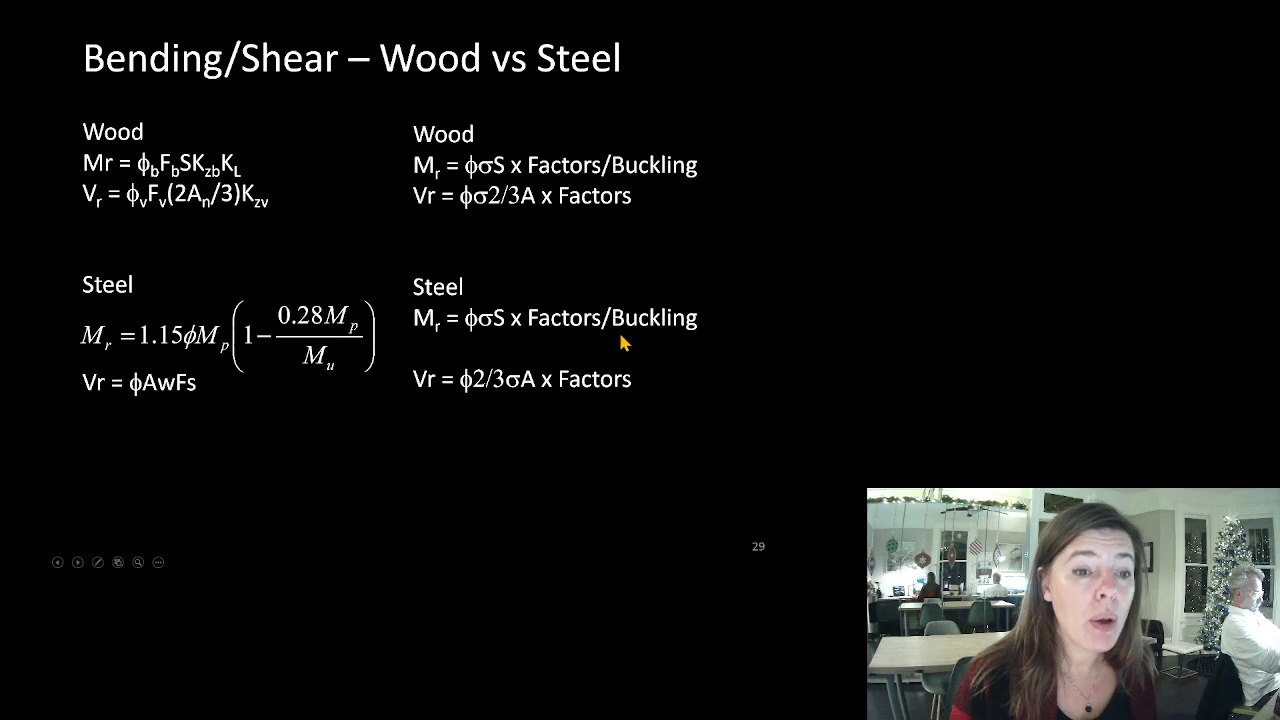 Bending/Shear – Wood vs Steel
Wood
Mr = ϕbFbSKzbKL
Vr = ϕvFv(2An/3)Kzv
Wood
Mr = ϕσS x Factors/Buckling
Vr = ϕσ2/3A x Factors
Steel
Mr = 1.15ϕMp(1 − 0.28Mp/Mu)
Vr = ϕAwFs
Steel
Mr = ϕσS x Factors/Buckling
Vr = ϕ2/3σA x Factors
29